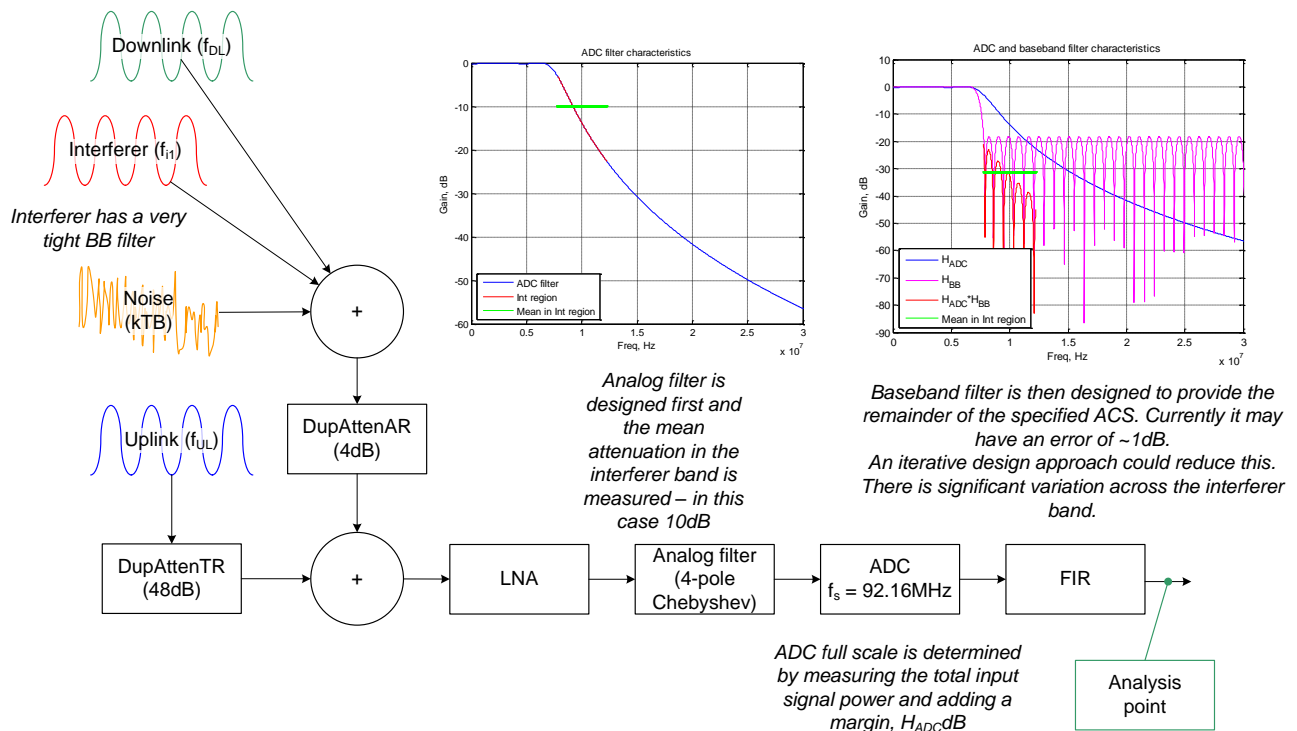 Downlink (fDL)
Interferer (fi1)
Interferer has a very
tight BB filter
Noise
(kTB)
Uplink (fUL)
+
DupAttenAR
(4dB)
DupAttenTR
(48dB)
+
LNA
Analog filter
(4-pole
Chebyshev)
ADC
fs = 92.16MHz
FIR
Analysis
point
ADC filter characteristics
0
-10
-20
-30
-40
-50
-60
Gain, dB
ADC filter
Int region
Mean in Int region
0
0.5
1
1.5
2
2.5
3
x 10^7
Freq, Hz
Analog filter is
designed first and
the mean
attenuation in the
interferer band is
measured – in this
case 10dB
ADC and baseband filter characteristics
10
0
-10
-20
-30
-40
-50
-60
-70
-80
-90
Gain, dB
HADC
HBB
HADC*HBB
Mean in Int region
0
0.5
1
1.5
2
2.5
3
x 10^7
Freq, Hz
Baseband filter is then designed to provide the
remainder of the specified ACS. Currently it may
have an error of ~1dB.
An iterative design approach could reduce this.
There is significant variation across the interferer
band.
ADC full scale is determined
by measuring the total input
signal power and adding a
margin, HADCdB